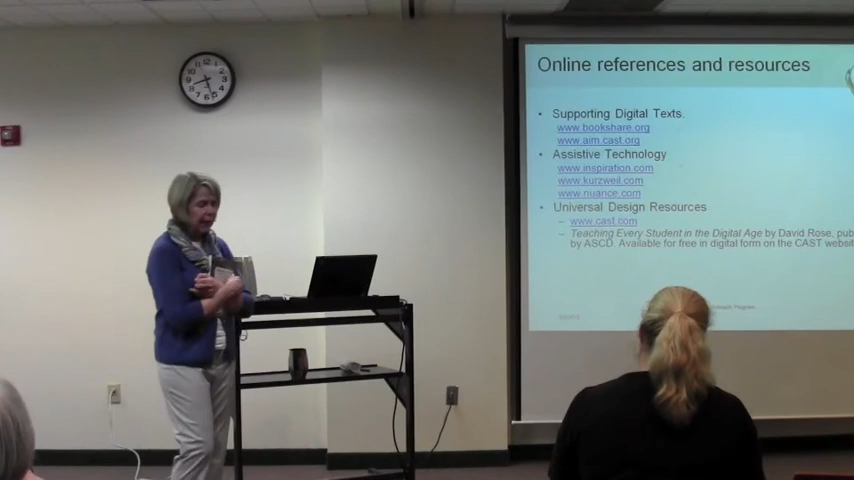 Online references and resources
• Supporting Digital Texts.
www.bookshare.org
www.aim.cast.org
• Assistive Technology
www.inspiration.com
www.kurzweil.com
www.nuance.com
• Universal Design Resources
– www.cast.com
– Teaching Every Student in the Digital Age by David Rose, pub
by ASCD. Available for free in digital form on the CAST website
Program